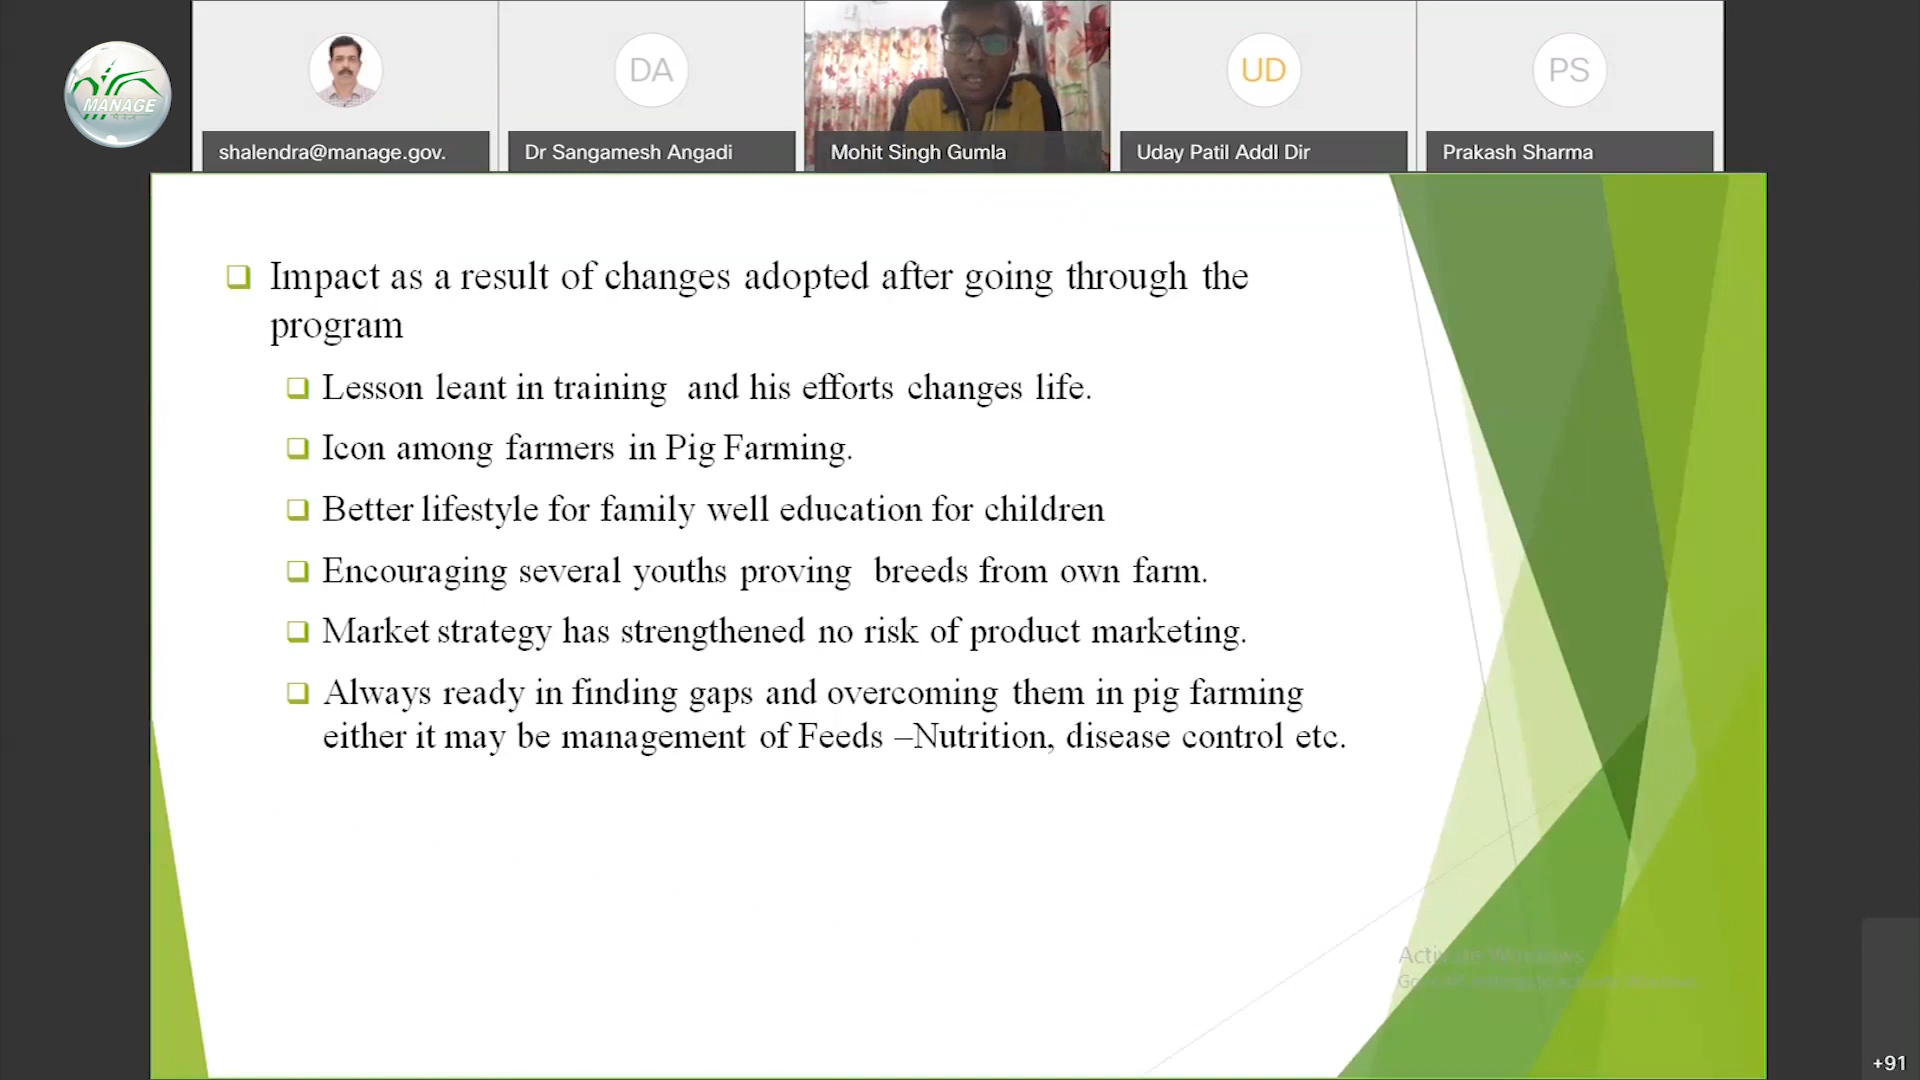 MANAGE
DA
UD
PS
shalendra@manage.gov.
Dr Sangamesh Angadi
Mohit Singh Gumla
Uday Patil Addl Dir
Prakash Sharma
Impact as a result of changes adopted after going through the
program
Lesson leant in training and his efforts changes life.
Icon among farmers in Pig Farming.
Better lifestyle for family well education for children
Encouraging several youths proving breeds from own farm.
Market strategy has strengthened no risk of product marketing.
Always ready in finding gaps and overcoming them in pig farming
either it may be management of Feeds –Nutrition, disease control etc.
Activate Windows
+91